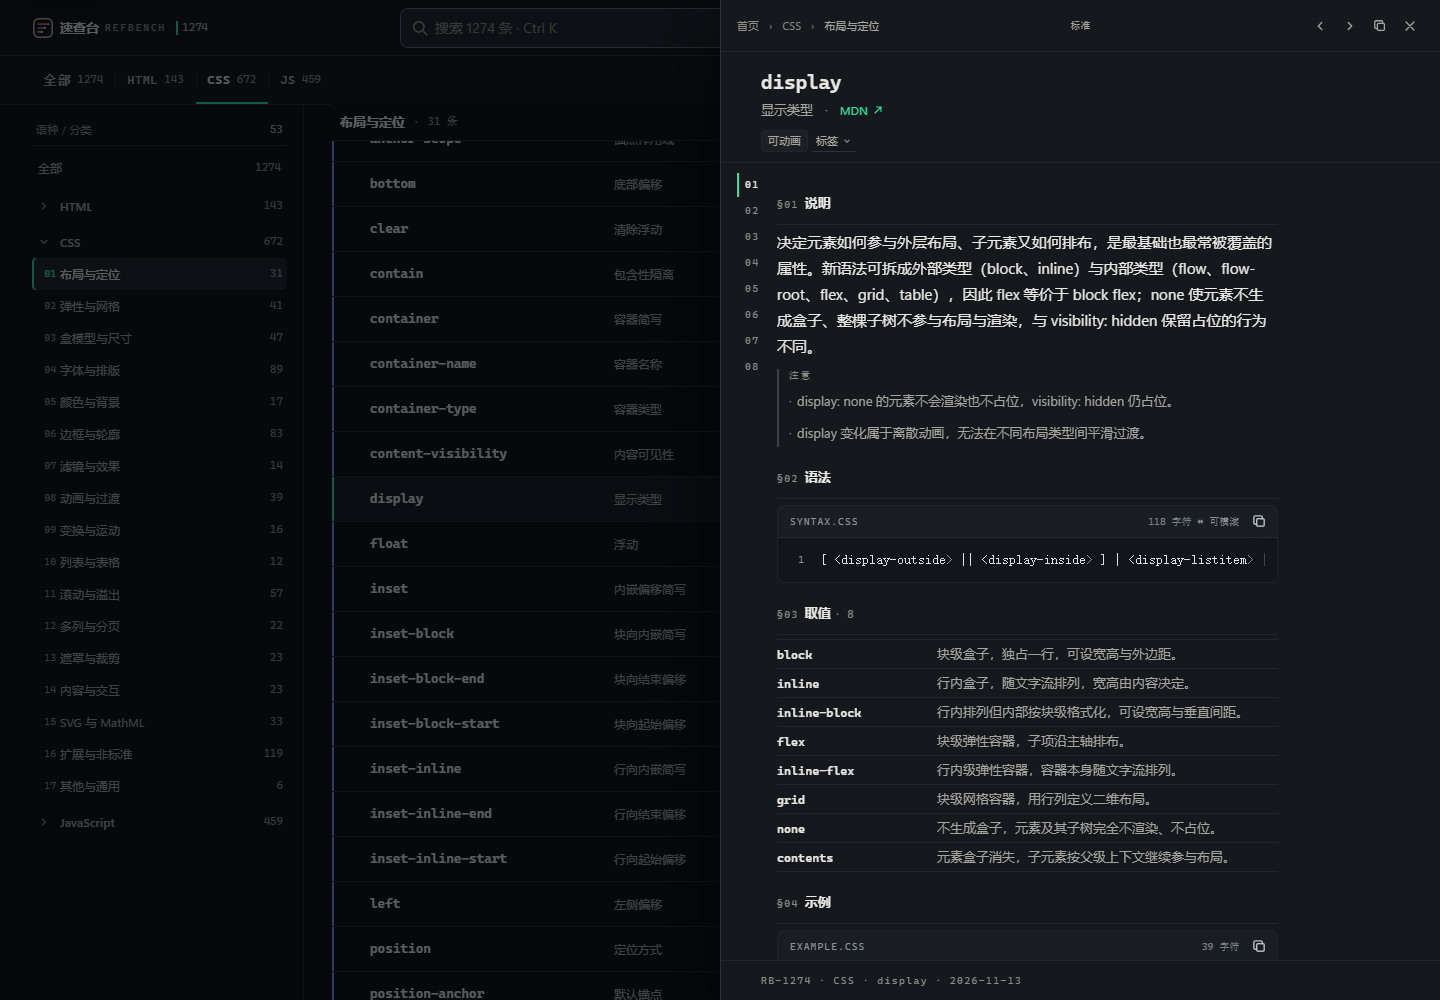 速查台 REFBENCH 1274
搜索 1274 条 · Ctrl K
全部 1274 HTML 143 CSS 672 JS 459
语种 / 分类 53
全部 1274
HTML 143
CSS 672
01 布局与定位 31
02 弹性与网格 41
03 盒模型与尺寸 47
04 字体与排版 89
05 颜色与背景 17
06 边框与轮廓 83
07 滤镜与效果 14
08 动画与过渡 39
09 变换与运动 16
10 列表与表格 12
11 滚动与溢出 57
12 多列与分页 22
13 遮罩与裁剪 23
14 内容与交互 23
15 SVG 与 MathML 33
16 扩展与非标准 119
17 其他与通用 6
JavaScript 459
布局与定位 · 31 条
bottom 底部偏移
clear 清除浮动
contain 包含性隔离
container 容器简写
container-name 容器名称
container-type 容器类型
content-visibility 内容可见性
display 显示类型
float 浮动
inset 内嵌偏移简写
inset-block 块向内嵌简写
inset-block-end 块向结束偏移
inset-block-start 块向起始偏移
inset-inline 行向内嵌简写
inset-inline-end 行向结束偏移
inset-inline-start 行向起始偏移
left 左侧偏移
position 定位方式
position-anchor 默认锚点
首页 › CSS › 布局与定位 标准
display
显示类型 · MDN ↗
可动画 标签
01
02
03
04
05
06
07
08
§01 说明
决定元素如何参与外层布局、子元素又如何排布，是最基础也最常被覆盖的
属性。新语法可拆成外部类型（block、inline）与内部类型（flow、flow-
root、flex、grid、table），因此 flex 等价于 block flex；none 使元素不生
成盒子、整棵子树不参与布局与渲染，与 visibility: hidden 保留占位的行为
不同。
注意
· display: none 的元素不会渲染也不占位，visibility: hidden 仍占位。
· display 变化属于离散动画，无法在不同布局类型间平滑过渡。
§02 语法
SYNTAX.CSS 118 字符 ↔ 可横滚
1 [ <display-outside> || <display-inside> ] | <display-listitem> |
§03 取值 · 8
block 块级盒子，独占一行，可设宽高与外边距。
inline 行内盒子，随文字流排列，宽高由内容决定。
inline-block 行内排列但内部按块级格式化，可设宽高与垂直间距。
flex 块级弹性容器，子项沿主轴排布。
inline-flex 行内级弹性容器，容器本身随文字流排列。
grid 块级网格容器，用行列定义二维布局。
none 不生成盒子，元素及其子树完全不渲染、不占位。
contents 元素盒子消失，子元素按父级上下文继续参与布局。
§04 示例
EXAMPLE.CSS 39 字符
RB-1274 · CSS · display · 2026-11-13